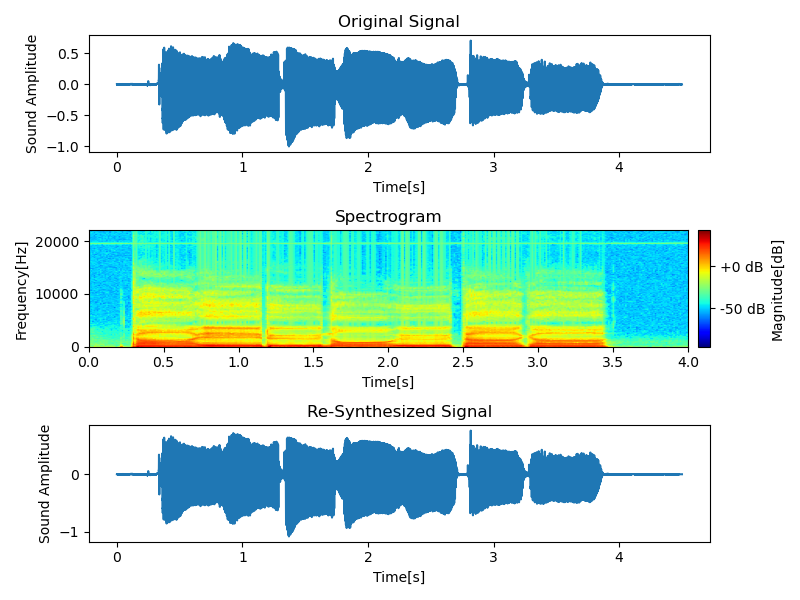 Original Signal
Sound Amplitude
0.5
0.0
−0.5
−1.0
0 1 2 3 4
Time[s]
Spectrogram
Frequency[Hz]
20000
10000
0
0.0 0.5 1.0 1.5 2.0 2.5 3.0 3.5 4.0
Time[s]
+0 dB
-50 dB
Magnitude[dB]
Re-Synthesized Signal
Sound Amplitude
0
−1
0 1 2 3 4
Time[s]